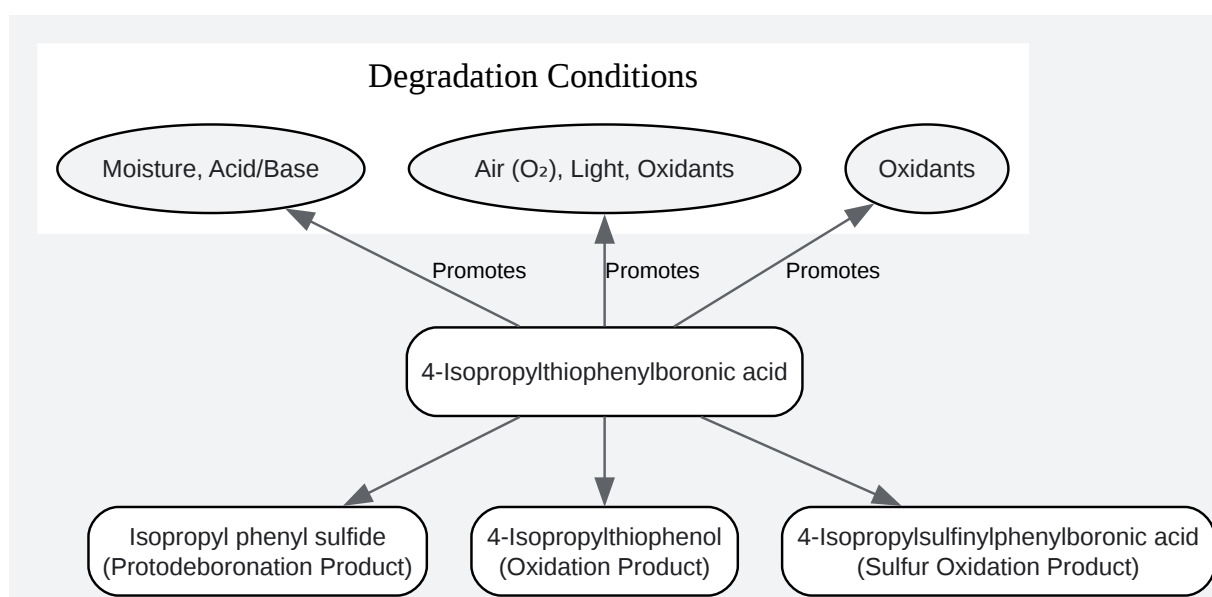 Degradation Conditions
Moisture, Acid/Base
Air (O₂), Light, Oxidants
Oxidants
Promotes
Promotes
Promotes
4-Isopropylthiophenylboronic acid
Isopropyl phenyl sulfide
(Protodeboronation Product)
4-Isopropylthiophenol
(Oxidation Product)
4-Isopropylsulfinylphenylboronic acid
(Sulfur Oxidation Product)